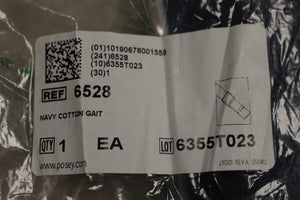 (01)10190676001559
(241)6528
(10)6355T023
(30)1
REF 6528
NAVY COTTON GAIT
QTY 1 EA LOT 6355T023
www.posey.com